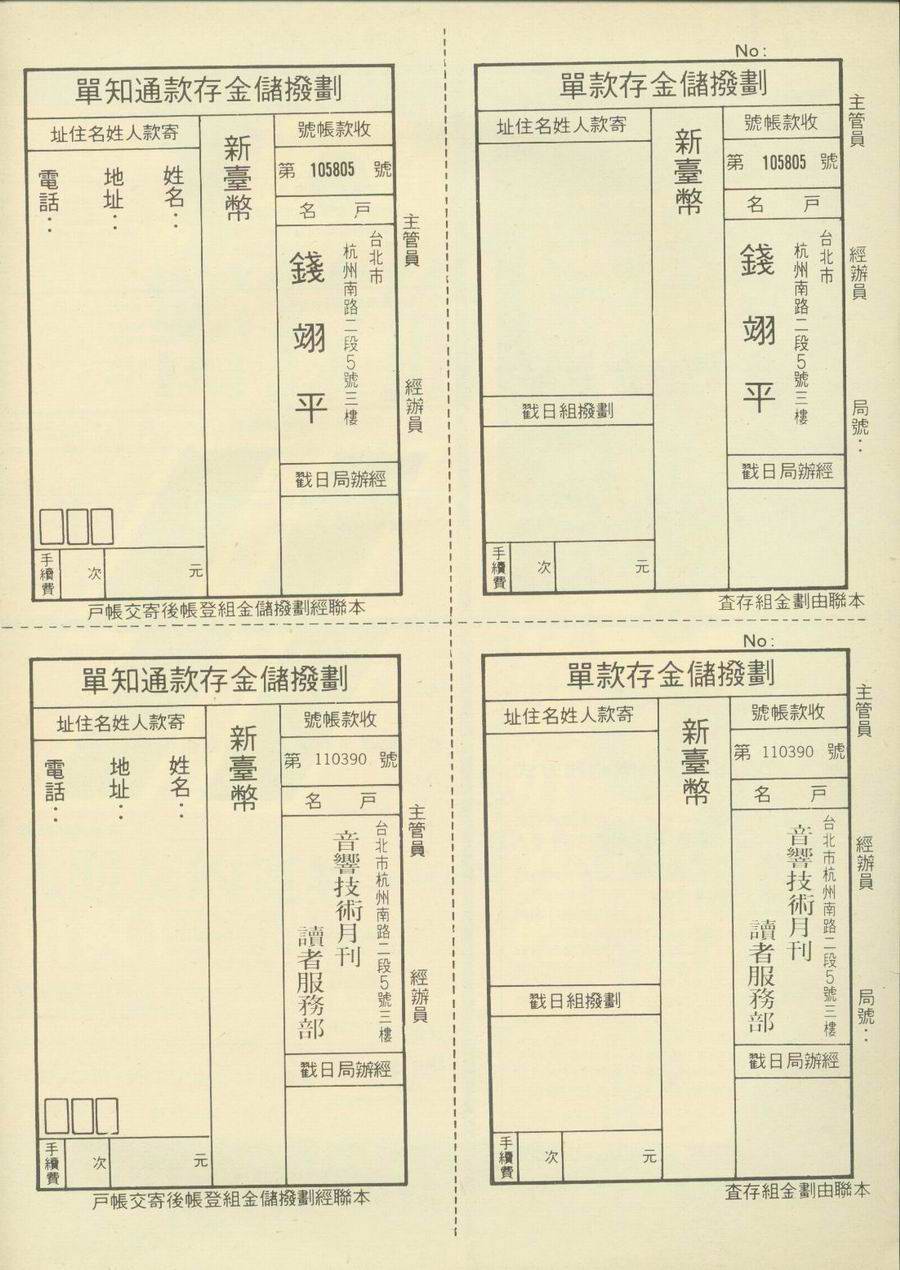 劃撥儲金存款通知單
收款帳號
第 105805 號
戶名
台北市
杭州南路二段5號三樓
錢翊平
經辦局日戳
新臺幣
寄款人姓名住址
姓名：
地址：
電話：
手續費
次
元
主管員
經辦員
本聯經劃撥儲金組登帳後寄交帳戶
No:
劃撥儲金存款單
收款帳號
第 105805 號
戶名
台北市
杭州南路二段5號三樓
錢翊平
經辦局日戳
新臺幣
寄款人姓名住址
劃撥組日戳
手續費
次
元
主管員
經辦員
局號：
本聯由劃金組存査
劃撥儲金存款通知單
收款帳號
第 110390 號
戶名
台北市杭州南路二段5號三樓
音響技術月刊
讀者服務部
經辦局日戳
新臺幣
寄款人姓名住址
姓名：
地址：
電話：
手續費
次
元
主管員
經辦員
本聯經劃撥儲金組登帳後寄交帳戶
No:
劃撥儲金存款單
收款帳號
第 110390 號
戶名
台北市杭州南路二段5號三樓
音響技術月刊
讀者服務部
經辦局日戳
新臺幣
寄款人姓名住址
劃撥組日戳
手續費
次
元
主管員
經辦員
局號：
本聯由劃金組存査